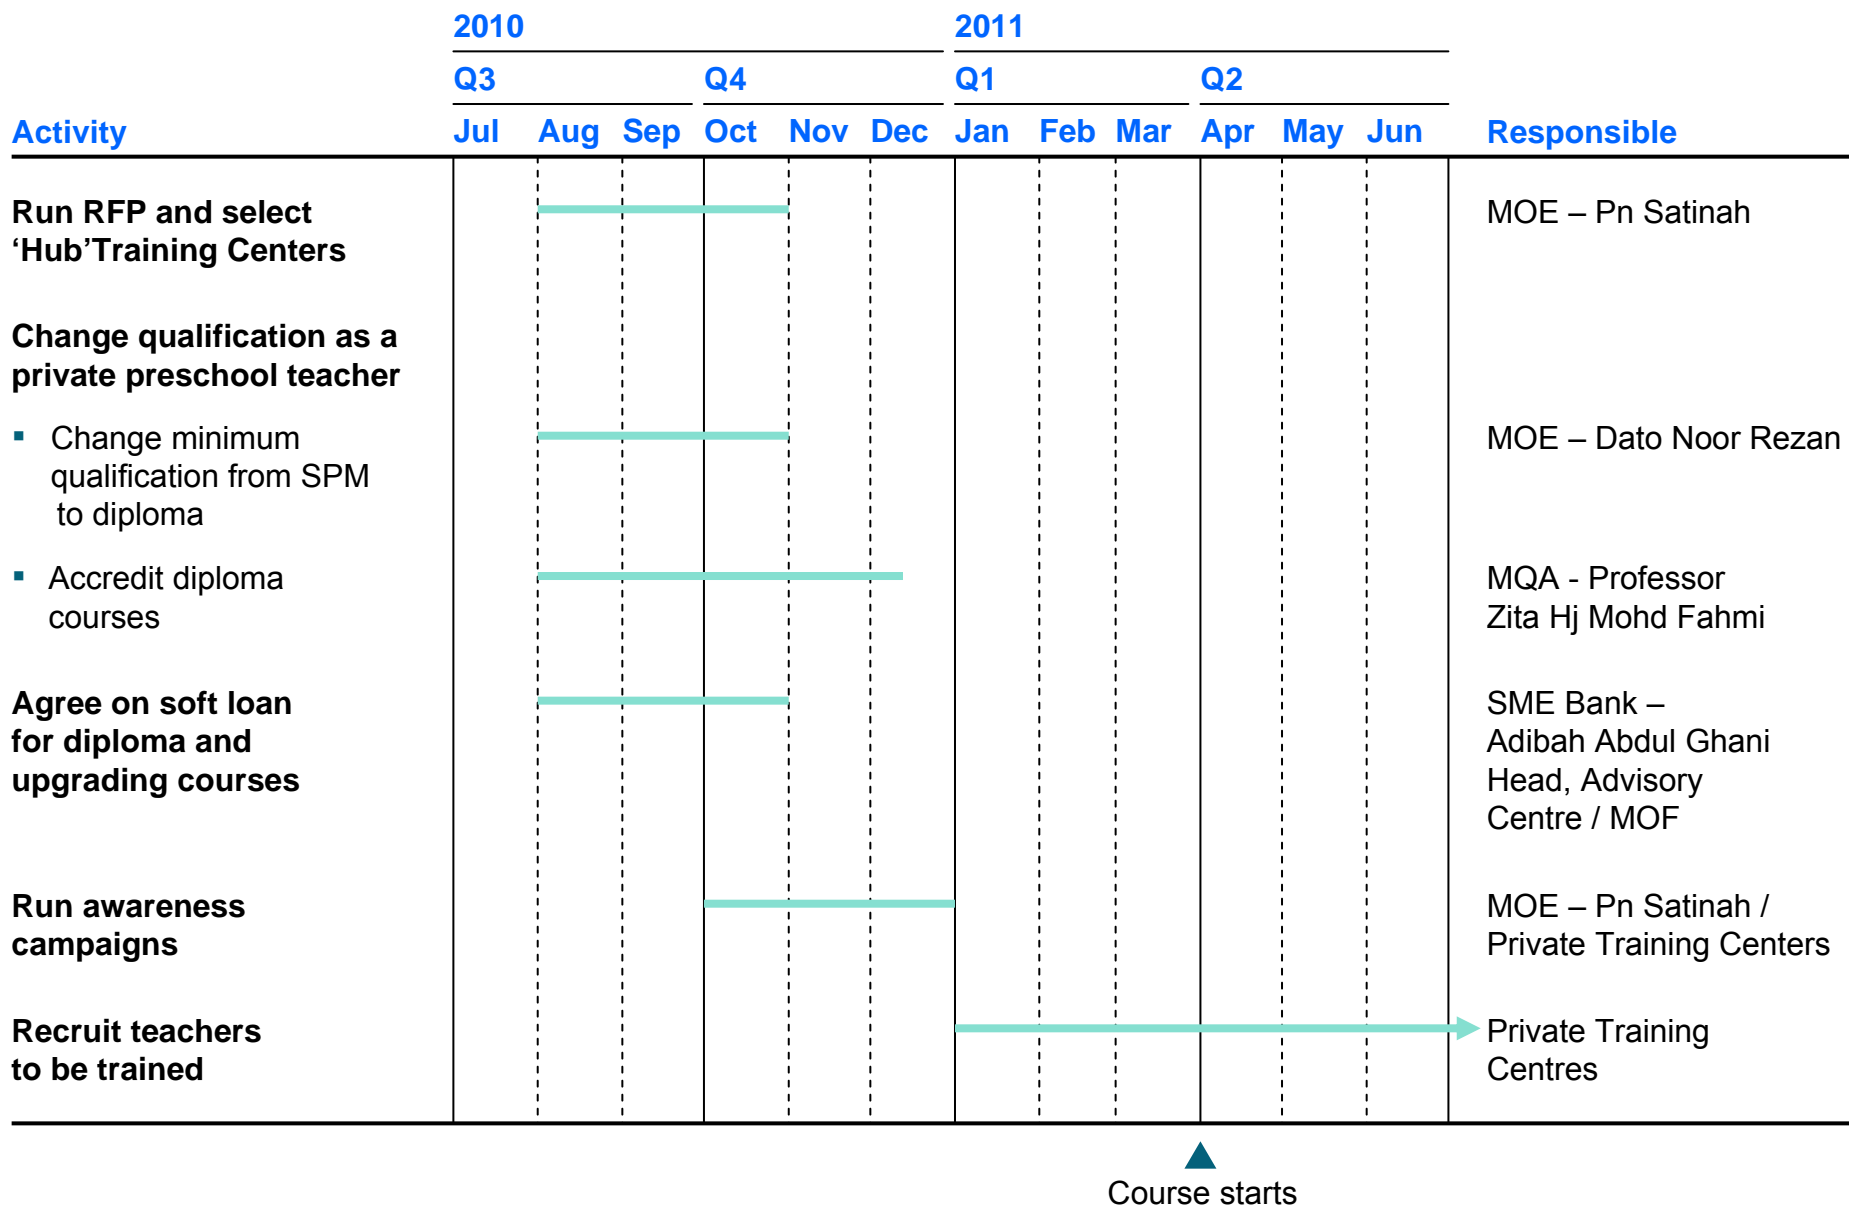 2010 2011
Q3 Q4 Q1 Q2
Activity Jul Aug Sep Oct Nov Dec Jan Feb Mar Apr May Jun Responsible
Run RFP and select
‘Hub’Training Centers
MOE – Pn Satinah
Change qualification as a
private preschool teacher
▪ Change minimum
qualification from SPM
to diploma
MOE – Dato Noor Rezan
▪ Accredit diploma
courses
MQA - Professor
Zita Hj Mohd Fahmi
Agree on soft loan
for diploma and
upgrading courses
SME Bank –
Adibah Abdul Ghani
Head, Advisory
Centre / MOF
Run awareness
campaigns
MOE – Pn Satinah /
Private Training Centers
Recruit teachers
to be trained
Private Training
Centres
Course starts